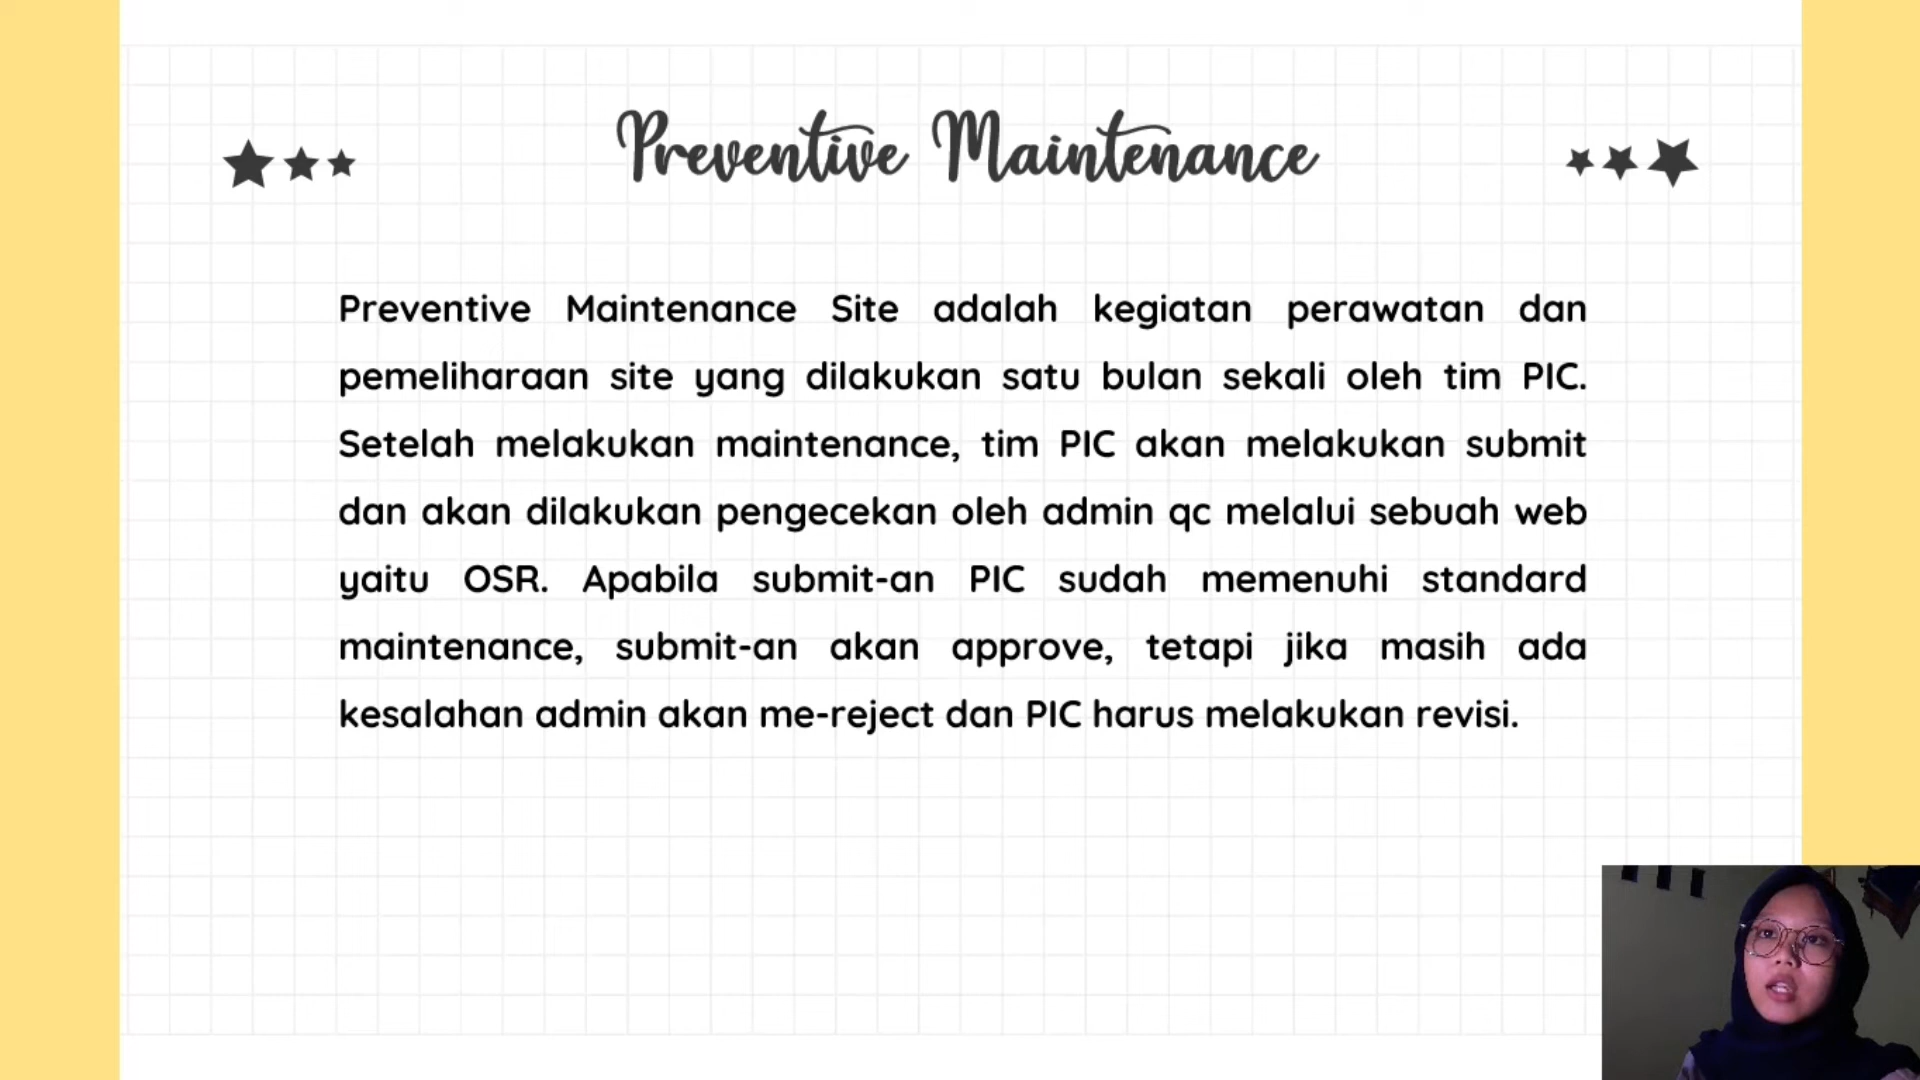 Preventive Maintenance
Preventive Maintenance Site adalah kegiatan perawatan dan
pemeliharaan site yang dilakukan satu bulan sekali oleh tim PIC.
Setelah melakukan maintenance, tim PIC akan melakukan submit
dan akan dilakukan pengecekan oleh admin qc melalui sebuah web
yaitu OSR. Apabila submit-an PIC sudah memenuhi standard
maintenance, submit-an akan approve, tetapi jika masih ada
kesalahan admin akan me-reject dan PIC harus melakukan revisi.